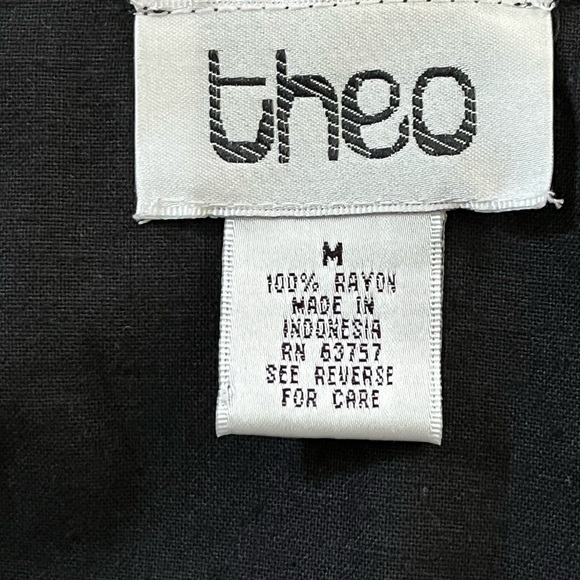 theo
M
100% RAYON
MADE IN
INDONESIA
RN 63757
SEE REVERSE
FOR CARE